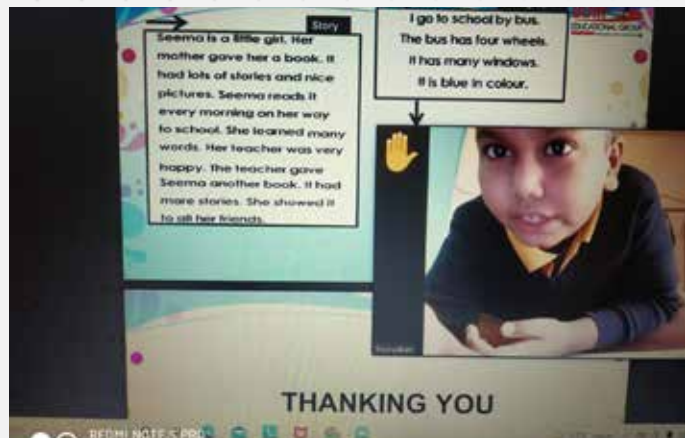 Story
Seema is a little girl. Her
mother gave her a book. It
had lots of stories and nice
pictures. Seema reads it
every morning on her way
to school. She learned many
words. Her teacher was very
happy. The teacher gave
Seema another book. It had
more stories. She showed it
to all her friends.
I go to school by bus.
The bus has four wheels.
It has many windows.
It is blue in colour.
EDUCATIONAL GROUP
THANKING YOU
REDMI NOTE 5 PRO